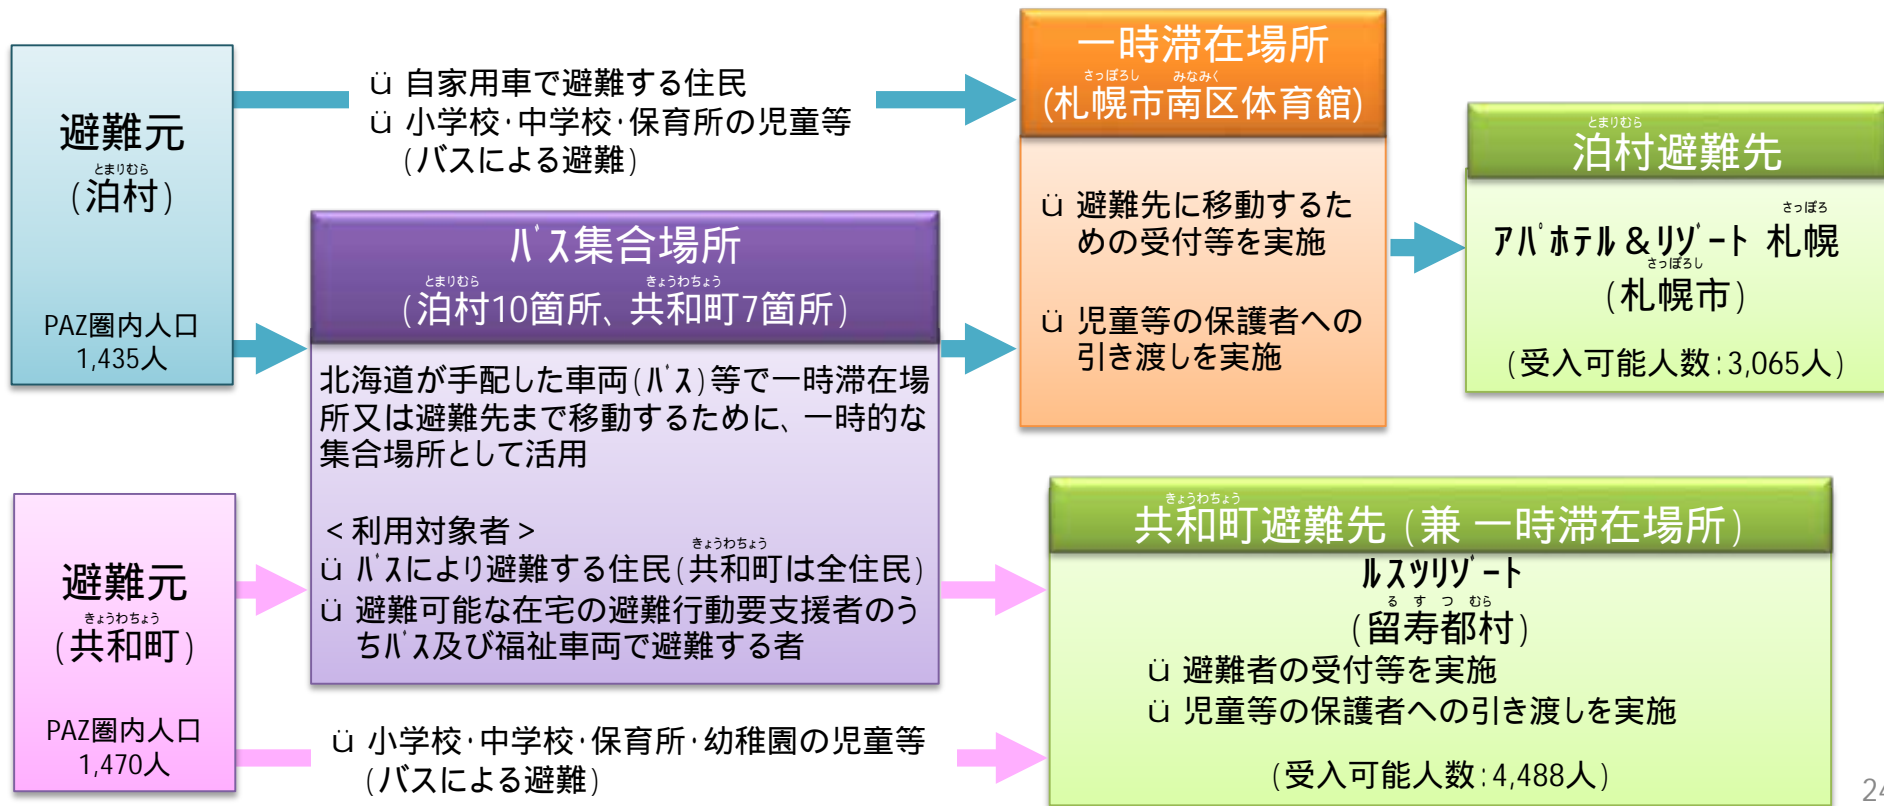 避難元
とまりむら
(泊村)
PAZ圏内人口
1,435人
ü 自家用車で避難する住民
ü 小学校・中学校・保育所の児童等
(バスによる避難)
バス集合場所
とまりむら きょうわちょう
(泊村10箇所、共和町7箇所)
北海道が手配した車両(バス)等で一時滞在場
所又は避難先まで移動するために、一時的な
集合場所として活用
<利用対象者>
きょうわちょう
ü バスにより避難する住民(共和町は全住民)
ü 避難可能な在宅の避難行動要支援者のう
ちバス及び福祉車両で避難する者
一時滞在場所
さっぽろし みなみく
(札幌市南区体育館)
ü 避難先に移動するた
めの受付等を実施
ü 児童等の保護者への
引き渡しを実施
とまりむら
泊村避難先
さっぽろ
アパホテル&リゾート 札幌
さっぽろし
(札幌市)
(受入可能人数:3,065人)
避難元
きょうわちょう
(共和町)
PAZ圏内人口
1,470人
ü 小学校・中学校・保育所・幼稚園の児童等
(バスによる避難)
きょうわちょう
共和町避難先(兼 一時滞在場所)
ルスツリゾート
るすつむら
(留寿都村)
ü 避難者の受付等を実施
ü 児童等の保護者への引き渡しを実施
(受入可能人数:4,488人)
24